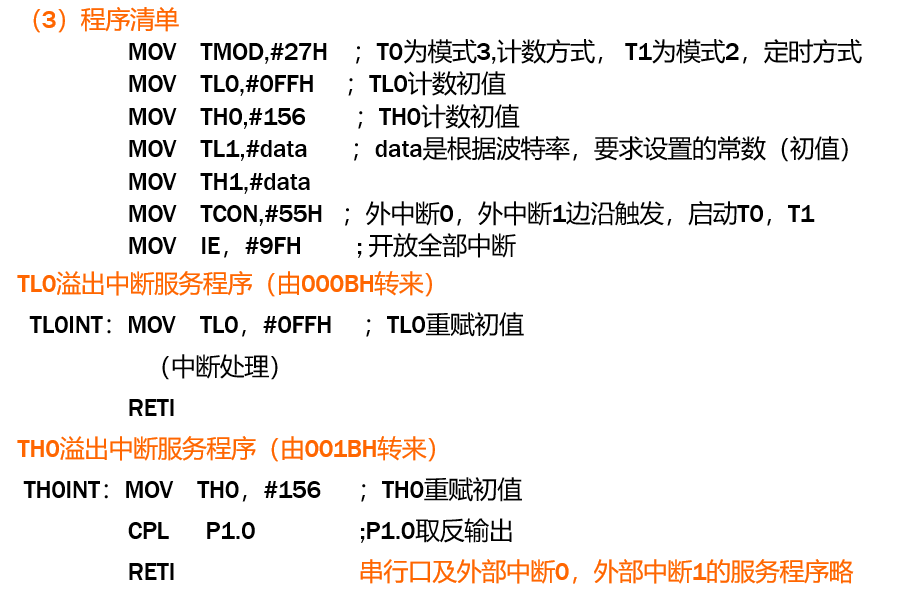 （3）程序清单
MOV TMOD,#27H ；T0为模式3,计数方式，T1为模式2，定时方式
MOV TL0,#0FFH ；TL0计数初值
MOV TH0,#156 ；TH0计数初值
MOV TL1,#data ；data是根据波特率，要求设置的常数（初值）
MOV TH1,#data
MOV TCON,#55H ；外中断0，外中断1边沿触发，启动T0，T1
MOV IE，#9FH ; 开放全部中断
TL0溢出中断服务程序（由000BH转来）
TL0INT：MOV TL0，#0FFH ；TL0重赋初值
（中断处理）
RETI
TH0溢出中断服务程序（由001BH转来）
TH0INT：MOV TH0，#156 ；TH0重赋初值
CPL P1.0 ;P1.0取反输出
RETI 串行口及外部中断0，外部中断1的服务程序略